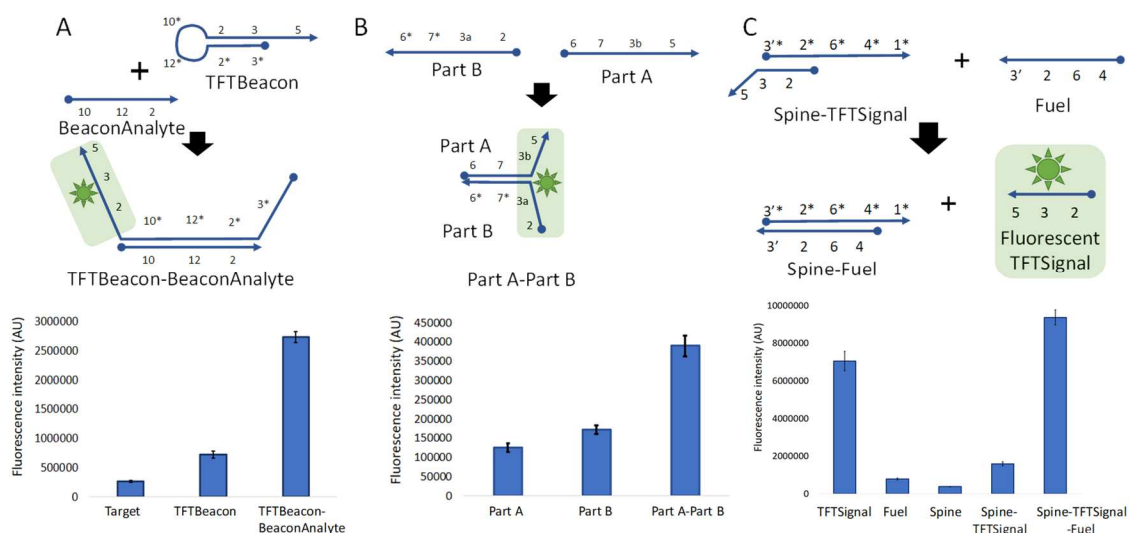 A
10*
2
3
5
12*
2*
3*
TFTBeacon
+
10
12
2
BeaconAnalyte
5
3
2
10*
12*
2*
3*
10
12
2
TFTBeacon-BeaconAnalyte
Fluorescence intensity (AU)
3000000
2500000
2000000
1500000
1000000
500000
0
Target
TFTBeacon
TFTBeacon-
BeaconAnalyte
B
6*
7*
3a
2
Part B
6
7
3b
5
Part A
Part A
5
3b
6
7
6*
7*
3a
2
Part B
Part A-Part B
Fluorescence intensity (AU)
450000
400000
350000
300000
250000
200000
150000
100000
50000
0
Part A
Part B
Part A-Part B
C
3’*
2*
6*
4*
1*
5
3
2
Spine-TFTSignal
+
3’
2
6
4
Fuel
3’*
2*
6*
4*
1*
3’
2
6
4
Spine-Fuel
+
5
3
2
Fluorescent
TFTSignal
Fluorescence intensity (AU)
10000000
8000000
6000000
4000000
2000000
0
TFTSignal
Fuel
Spine
Spine-
TFTSignal
Spine-TFTSignal
-Fuel